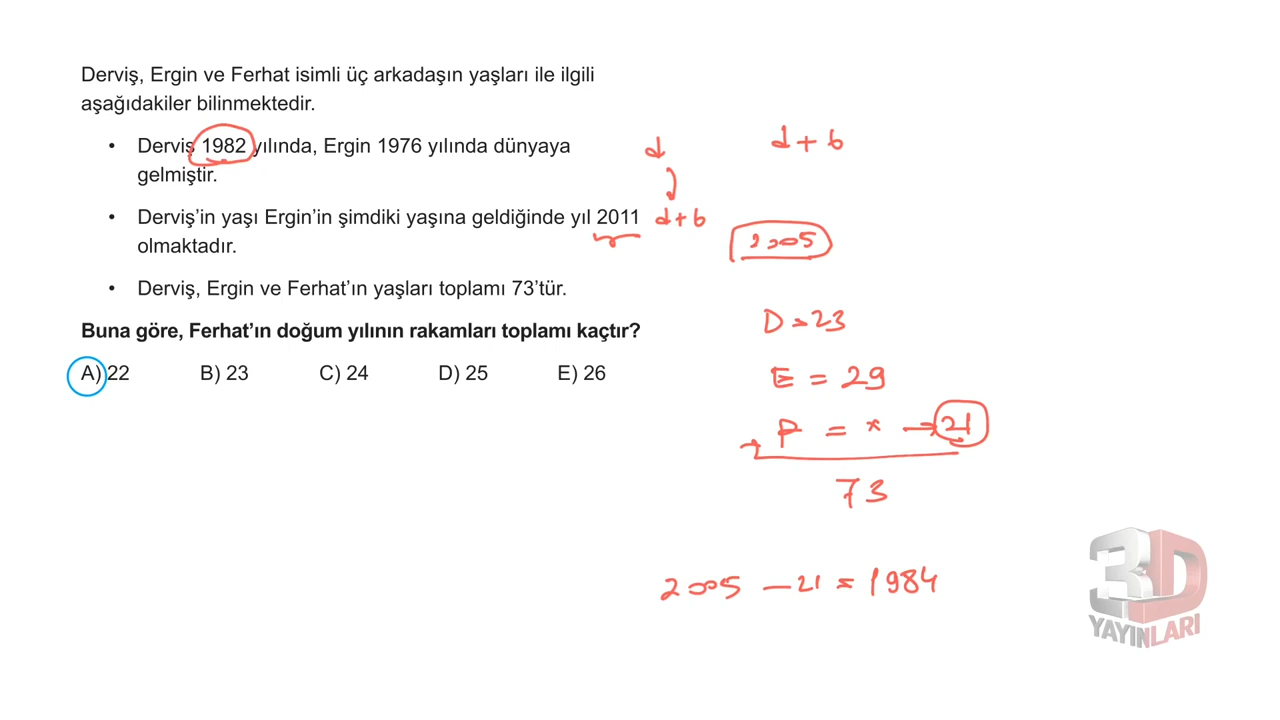 Derviş, Ergin ve Ferhat isimli üç arkadaşın yaşları ile ilgili
aşağıdakiler bilinmektedir.
• Derviş 1982 yılında, Ergin 1976 yılında dünyaya
gelmiştir.
• Derviş’in yaşı Ergin’in şimdiki yaşına geldiğinde yıl 2011
olmaktadır.
• Derviş, Ergin ve Ferhat’ın yaşları toplamı 73’tür.
Buna göre, Ferhat’ın doğum yılının rakamları toplamı kaçtır?
A) 22 B) 23 C) 24 D) 25 E) 26
d
d+6
d+6
2005
D = 23
E = 29
F = x → 21
73
2005 – 21 = 1984
3D
YAYINLARI